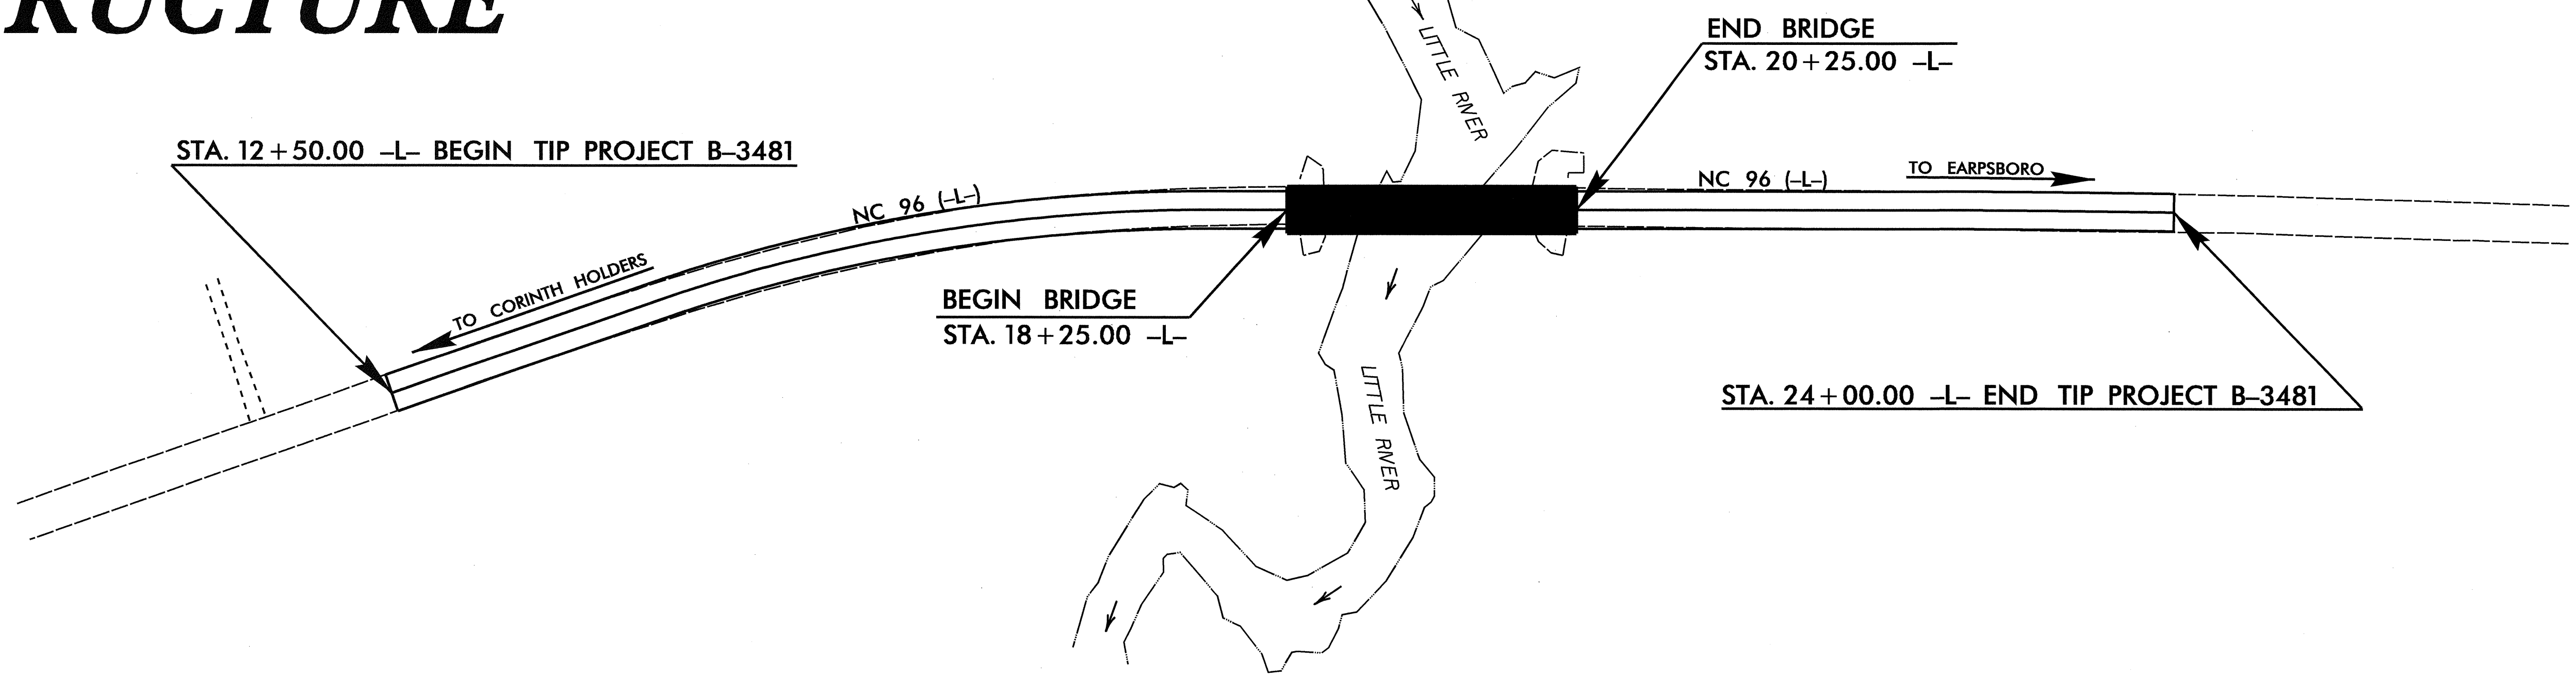 RUCTURE
LITTLE RIVER
END BRIDGE
STA. 20+25.00 –L–
STA. 12+50.00 –L– BEGIN TIP PROJECT B–3481
NC 96 (–L–)
NC 96 (–L–)
TO EARPSBORO
TO CORINTH HOLDERS
BEGIN BRIDGE
STA. 18+25.00 –L–
LITTLE RIVER
STA. 24+00.00 –L– END TIP PROJECT B–3481